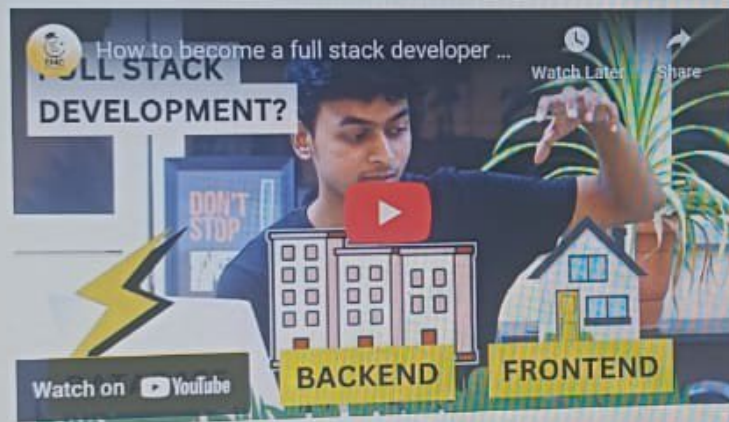 How to become a full stack developer ...
Watch Later
Share
FULL STACK
DEVELOPMENT?
DON'T
STOP
BACKEND
FRONTEND
Watch on YouTube